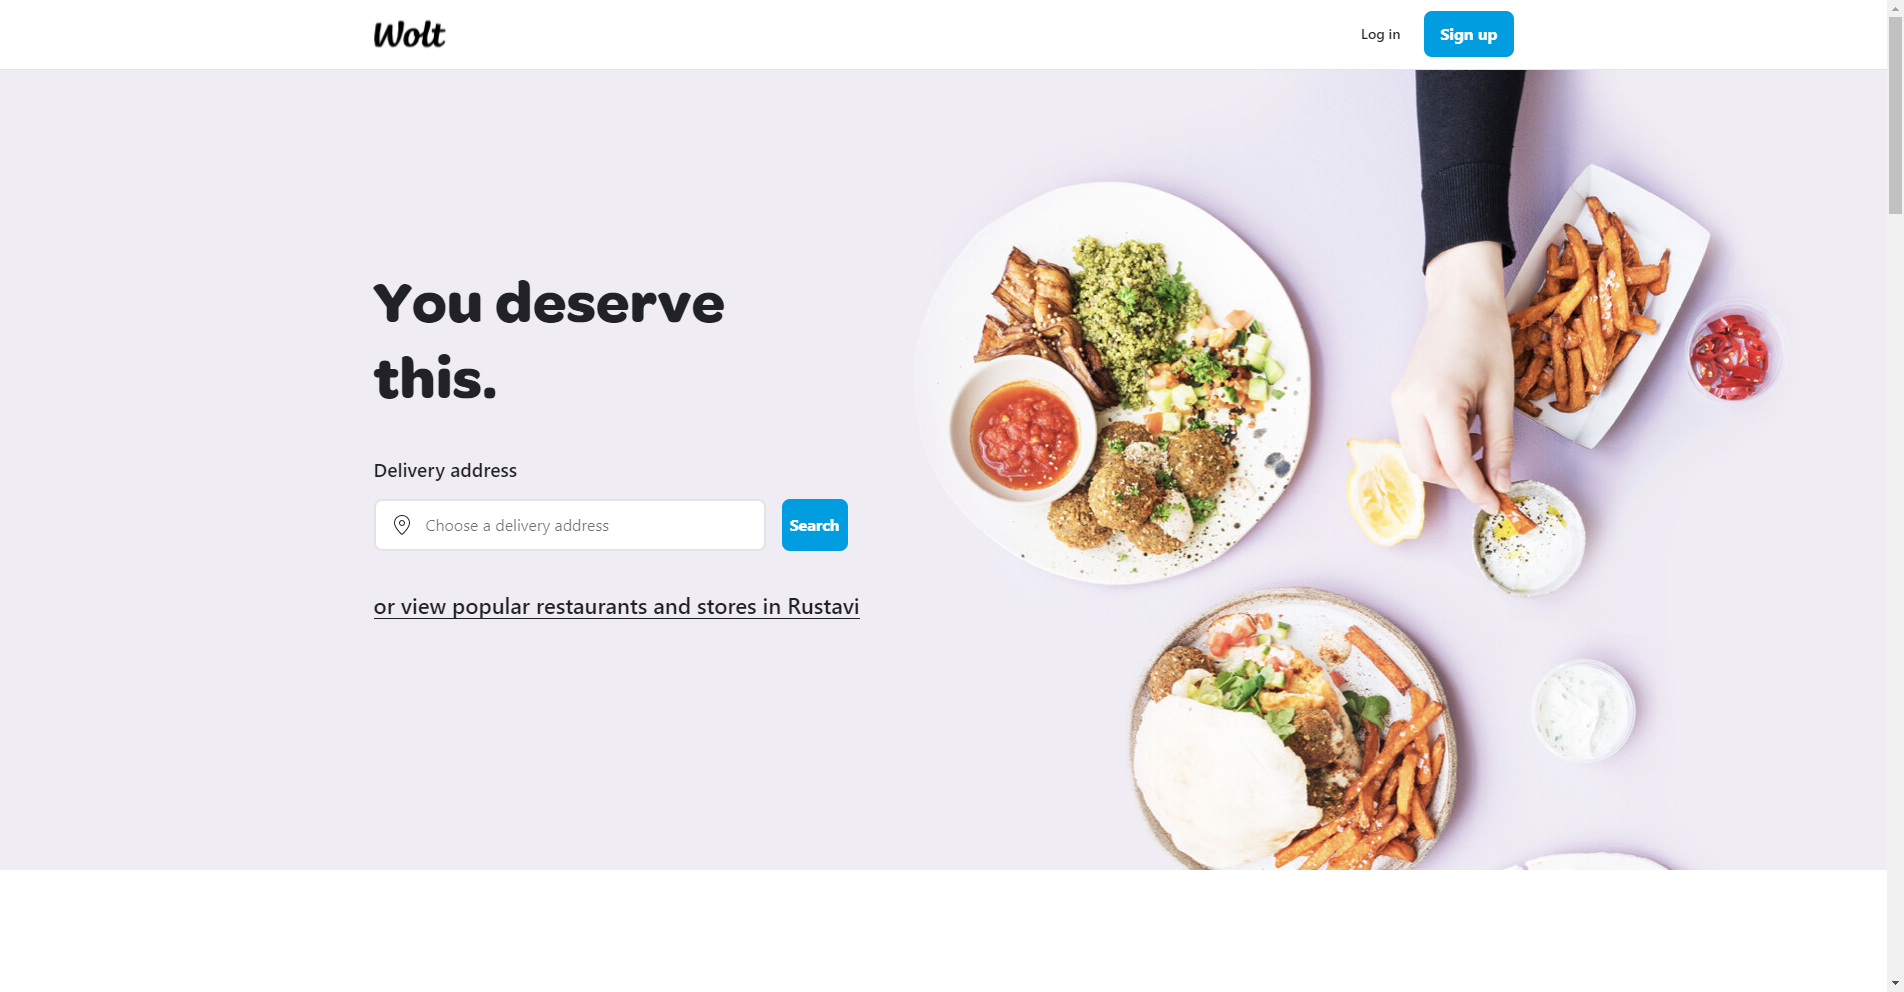 Wolt
Log in
Sign up
You deserve
this.
Delivery address
Choose a delivery address
Search
or view popular restaurants and stores in Rustavi